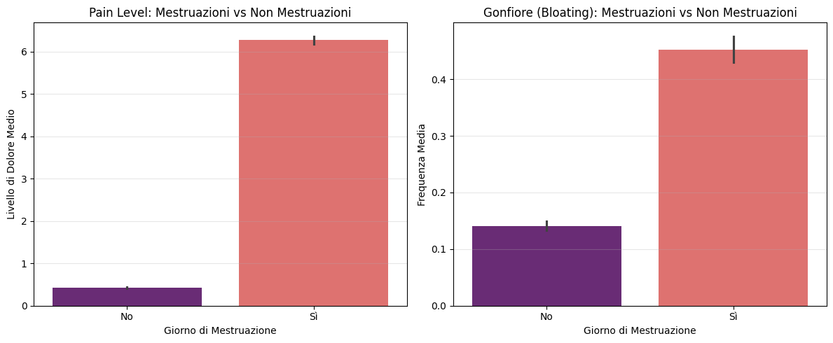 Pain Level: Mestruazioni vs Non Mestruazioni
Livello di Dolore Medio
6
5
4
3
2
1
0
No
Sì
Giorno di Mestruazione
Gonfiore (Bloating): Mestruazioni vs Non Mestruazioni
Frequenza Media
0.4
0.3
0.2
0.1
0.0
No
Sì
Giorno di Mestruazione